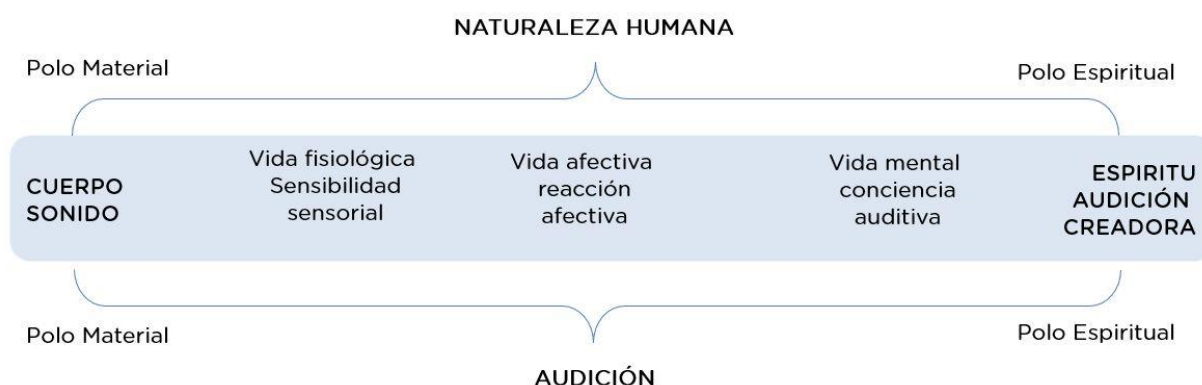 NATURALEZA HUMANA
Polo Material
Polo Espiritual
CUERPO
SONIDO
Vida fisiológica
Sensibilidad
sensorial
Vida afectiva
reacción
afectiva
Vida mental
conciencia
auditiva
ESPIRITU
AUDICIÓN
CREADORA
Polo Material
Polo Espiritual
AUDICIÓN